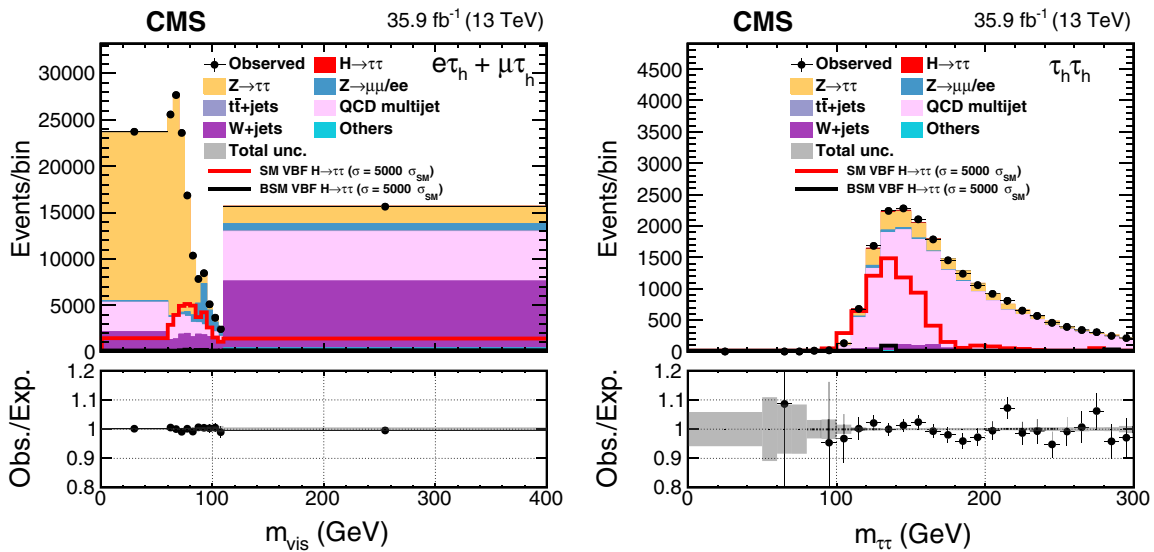 CMS 35.9 fb⁻¹ (13 TeV)
eτh + μτh
Observed H→ττ
Z→ττ Z→μμ/ee
tt̄+jets QCD multijet
W+jets Others
Total unc.
SM VBF H→ττ (σ = 5000 σSM)
BSM VBF H→ττ (σ = 5000 σSM)
Events/bin
30000
25000
20000
15000
10000
5000
0
Obs./Exp.
1.2
1.1
1
0.9
0.8
0 100 200 300 400
mvis (GeV)
CMS 35.9 fb⁻¹ (13 TeV)
τhτh
Observed H→ττ
Z→ττ Z→μμ/ee
tt̄+jets QCD multijet
W+jets Others
Total unc.
SM VBF H→ττ (σ = 5000 σSM)
BSM VBF H→ττ (σ = 5000 σSM)
Events/bin
4500
4000
3500
3000
2500
2000
1500
1000
500
0
Obs./Exp.
1.2
1.1
1
0.9
0.8
0 100 200 300
mττ (GeV)